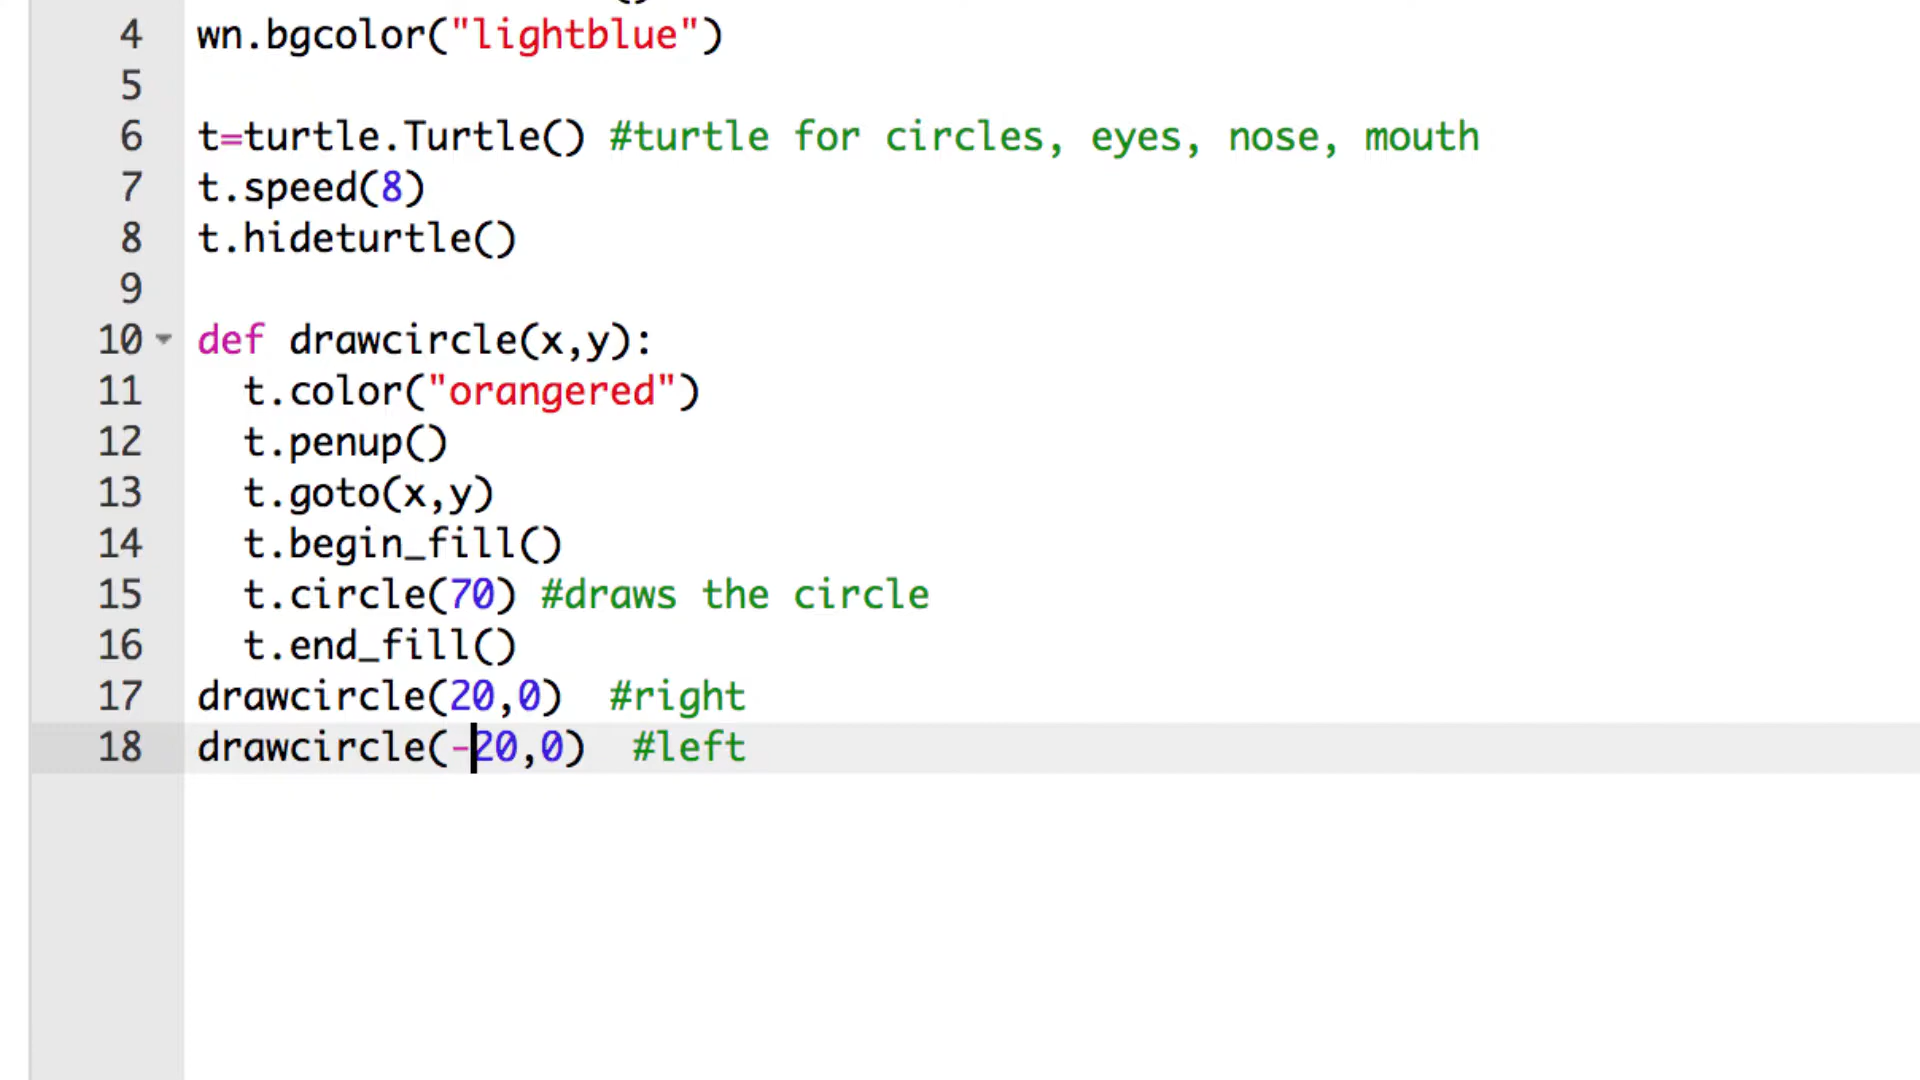 4 wn.bgcolor("lightblue")
5
6 t=turtle.Turtle() #turtle for circles, eyes, nose, mouth
7 t.speed(8)
8 t.hideturtle()
9
10 def drawcircle(x,y):
11   t.color("orangered")
12   t.penup()
13   t.goto(x,y)
14   t.begin_fill()
15   t.circle(70) #draws the circle
16   t.end_fill()
17 drawcircle(20,0)  #right
18 drawcircle(-20,0)  #left